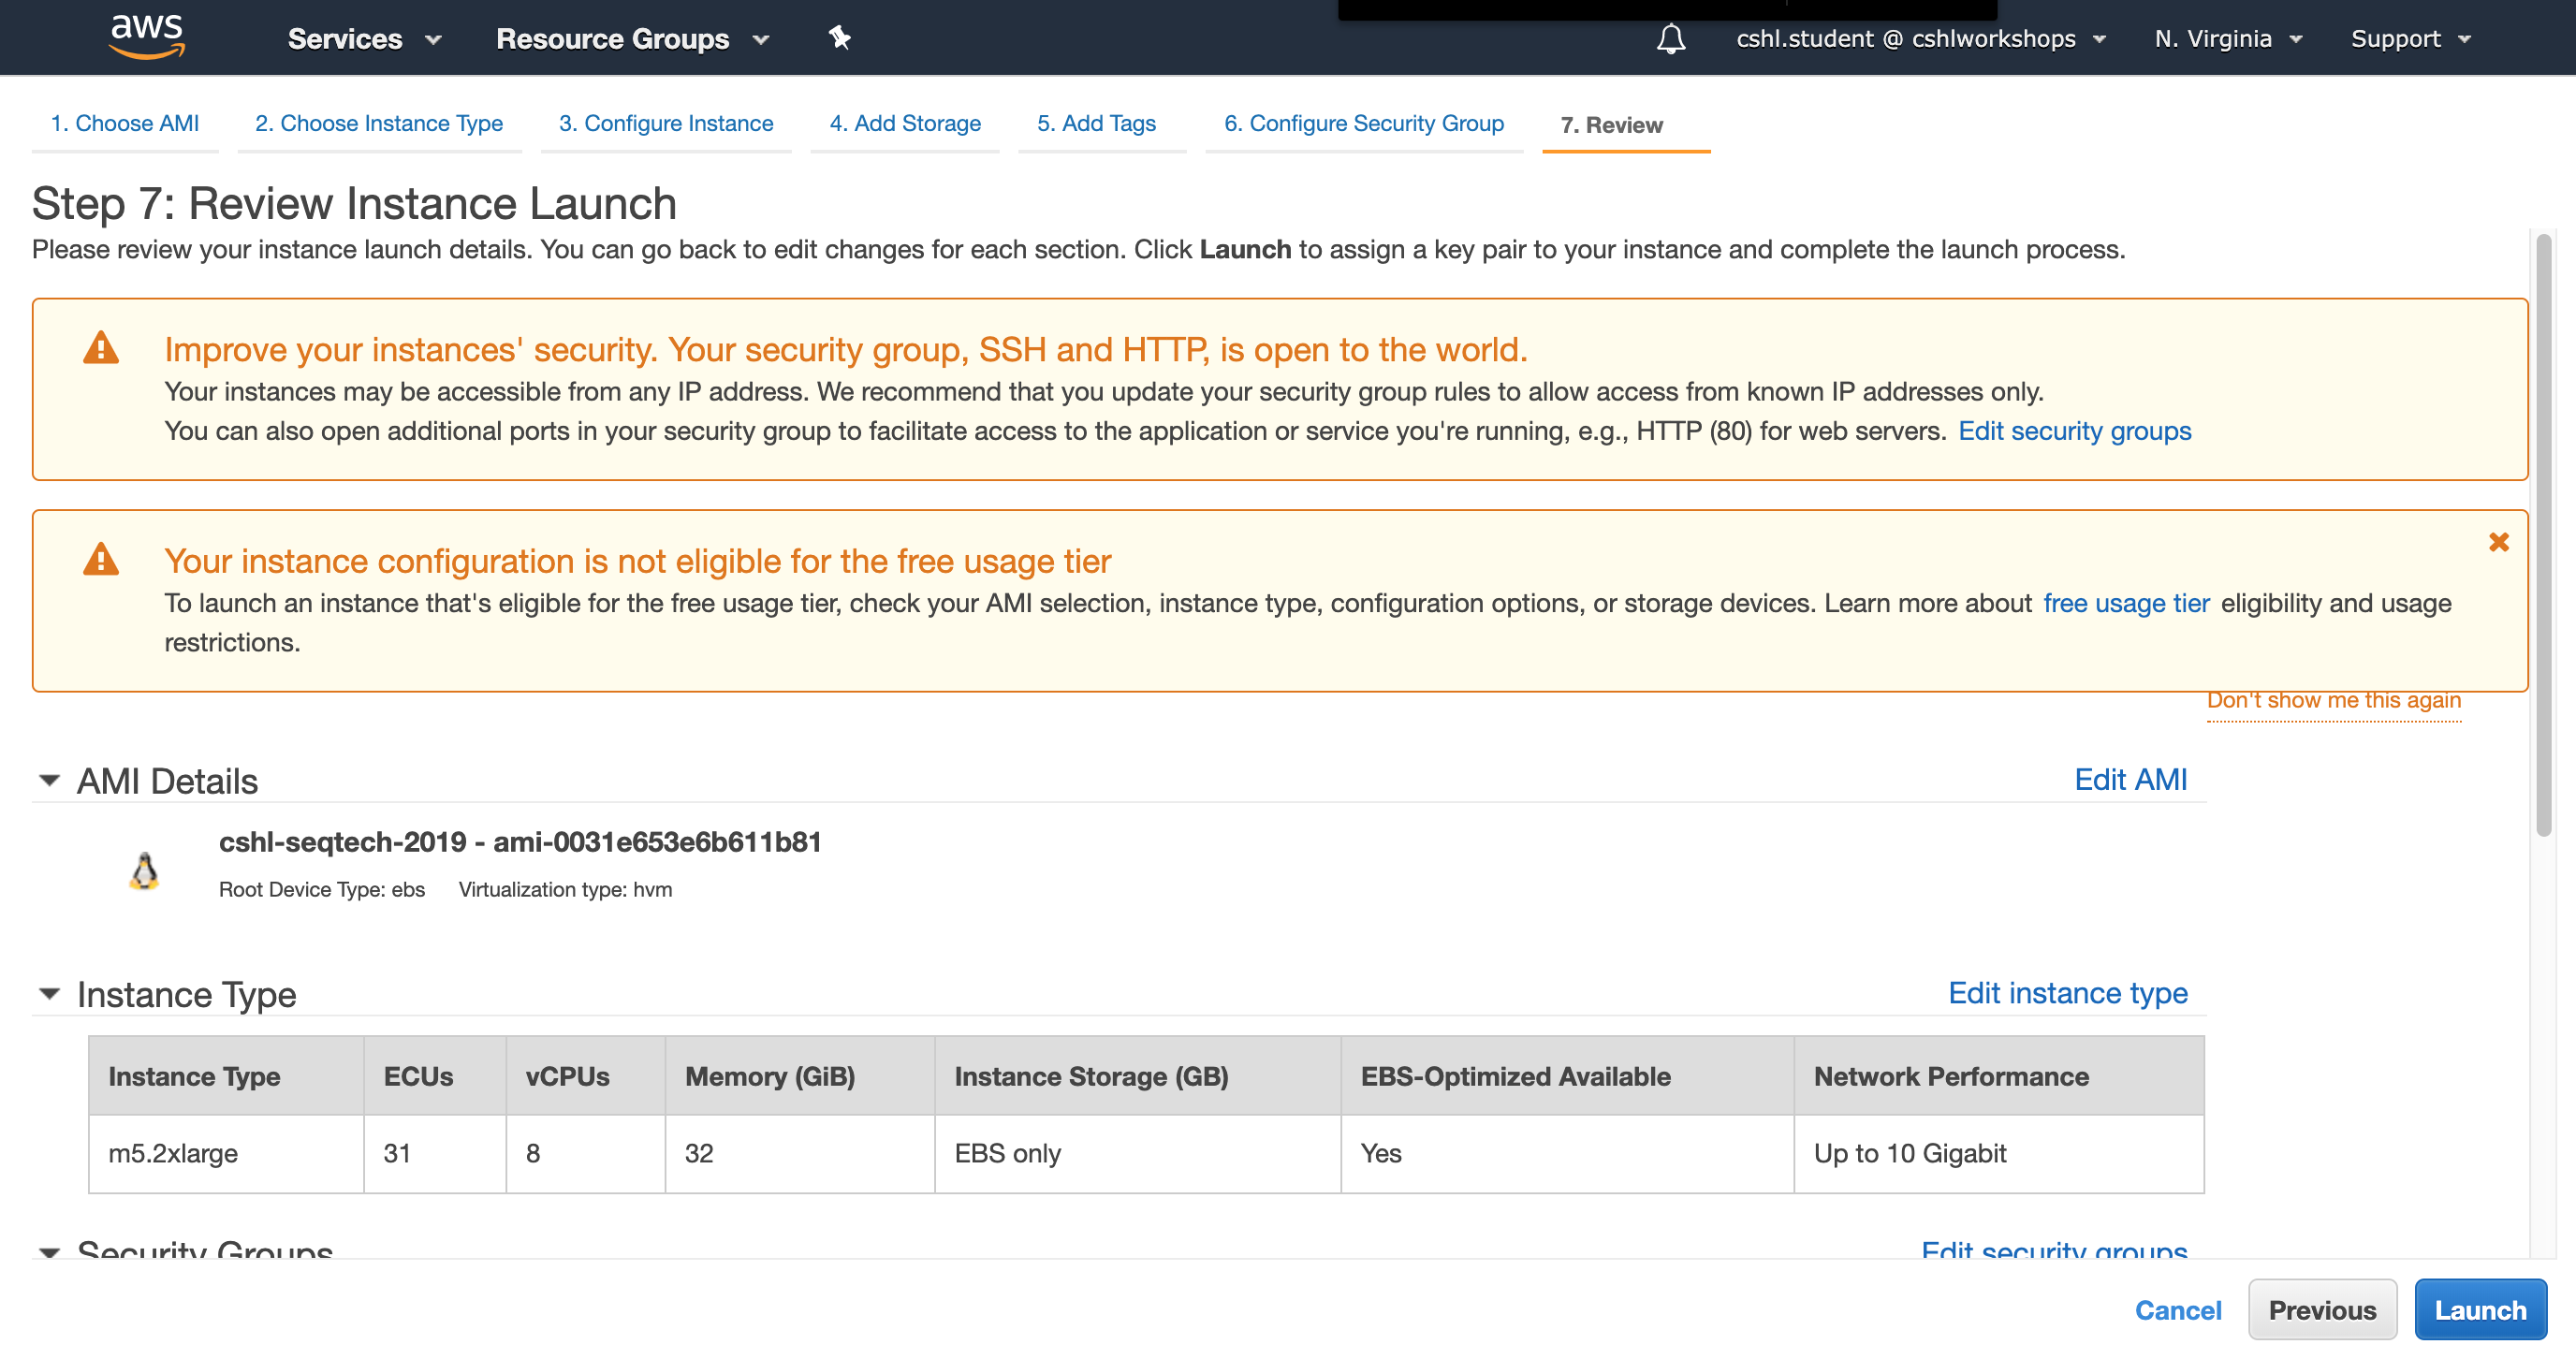 aws Services Resource Groups cshl.student @ cshlworkshops N. Virginia Support
1. Choose AMI 2. Choose Instance Type 3. Configure Instance 4. Add Storage 5. Add Tags 6. Configure Security Group 7. Review
Step 7: Review Instance Launch
Please review your instance launch details. You can go back to edit changes for each section. Click Launch to assign a key pair to your instance and complete the launch process.
Improve your instances' security. Your security group, SSH and HTTP, is open to the world.
Your instances may be accessible from any IP address. We recommend that you update your security group rules to allow access from known IP addresses only.
You can also open additional ports in your security group to facilitate access to the application or service you're running, e.g., HTTP (80) for web servers. Edit security groups
Your instance configuration is not eligible for the free usage tier
To launch an instance that's eligible for the free usage tier, check your AMI selection, instance type, configuration options, or storage devices. Learn more about free usage tier eligibility and usage
restrictions.
Don't show me this again
AMI Details Edit AMI
cshl-seqtech-2019 - ami-0031e653e6b611b81
Root Device Type: ebs Virtualization type: hvm
Instance Type Edit instance type
Instance Type ECUs vCPUs Memory (GiB) Instance Storage (GB) EBS-Optimized Available Network Performance
m5.2xlarge 31 8 32 EBS only Yes Up to 10 Gigabit
Security Groups Edit security groups
Cancel Previous Launch